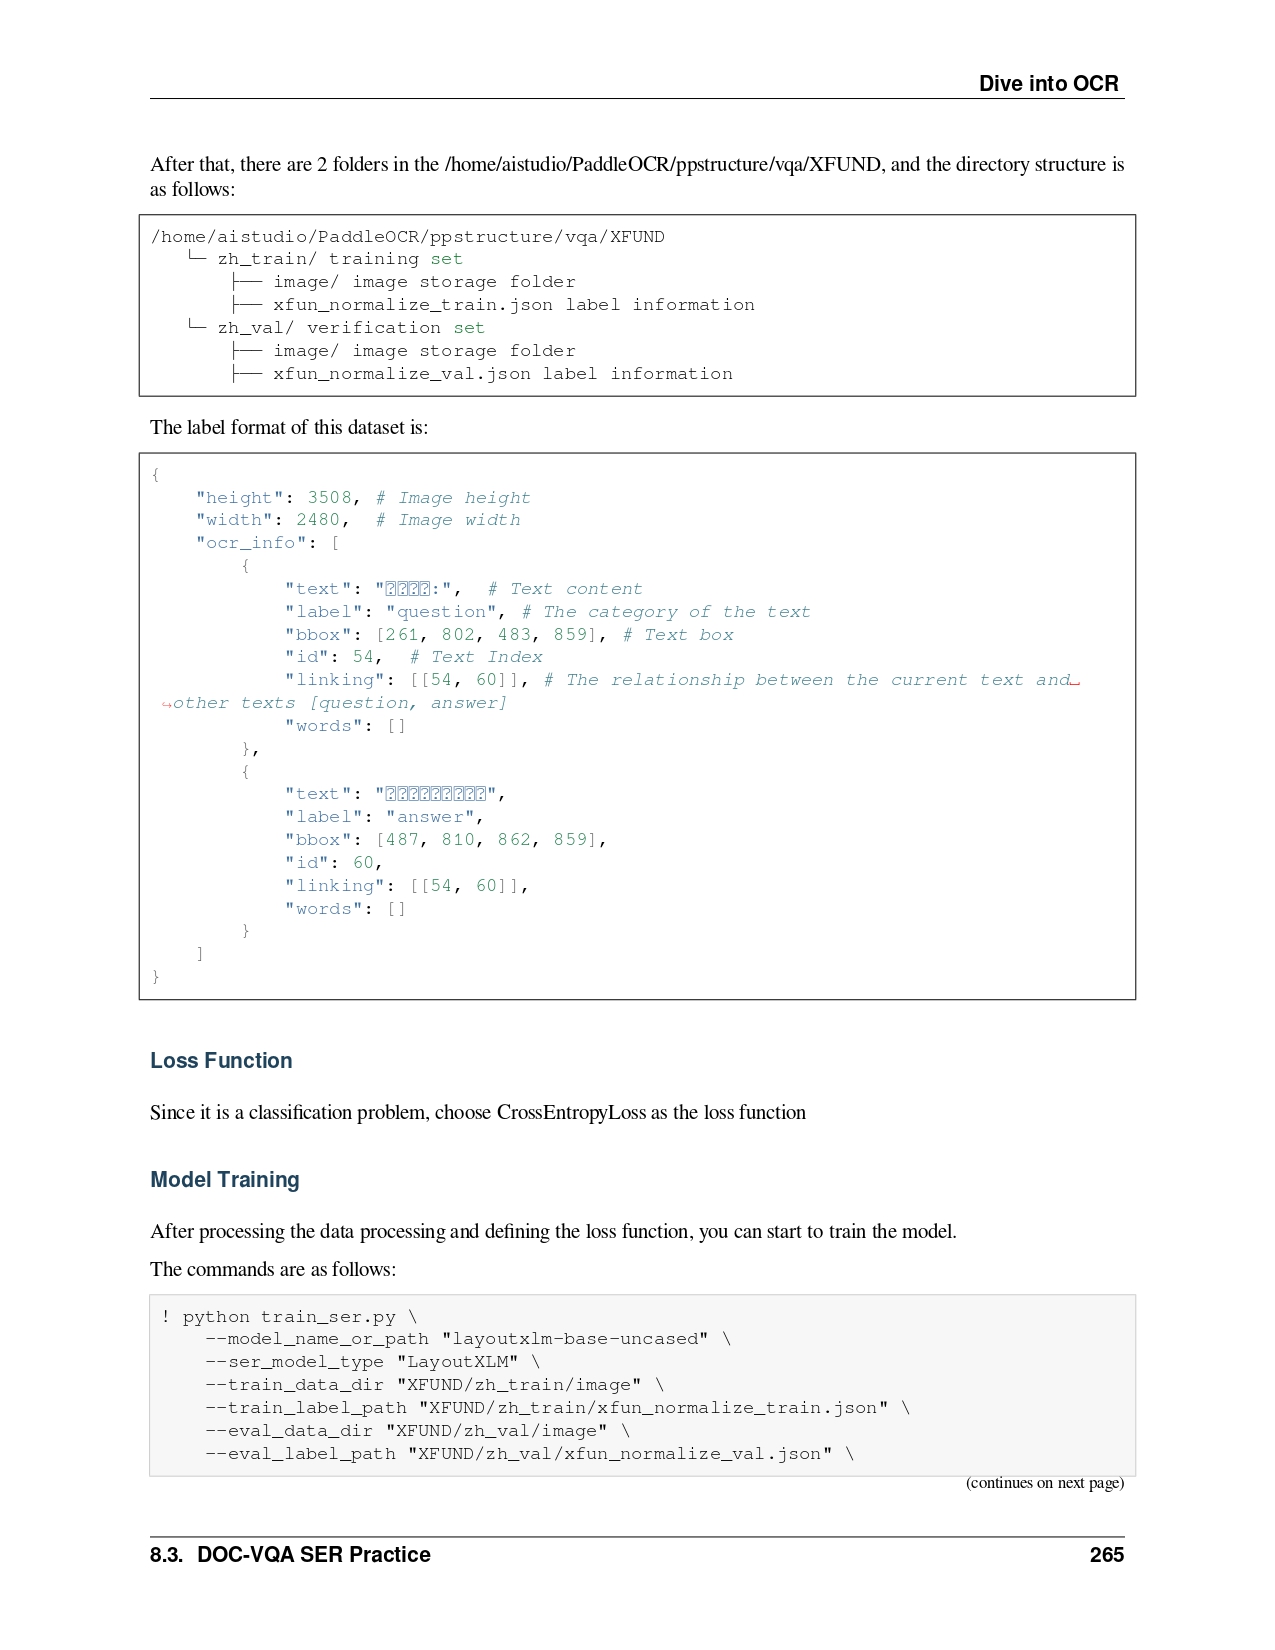 Dive into OCR
After that, there are 2 folders in the /home/aistudio/PaddleOCR/ppstructure/vqa/XFUND, and the directory structure is
as follows:
/home/aistudio/PaddleOCR/ppstructure/vqa/XFUND
└─ zh_train/ training set
├── image/ image storage folder
├── xfun_normalize_train.json label information
└─ zh_val/ verification set
├── image/ image storage folder
├── xfun_normalize_val.json label information
The label format of this dataset is:
{
"height": 3508, # Image height
"width": 2480, # Image width
"ocr_info": [
{
"text": "⍰⍰⍰⍰:", # Text content
"label": "question", # The category of the text
"bbox": [261, 802, 483, 859], # Text box
"id": 54, # Text Index
"linking": [[54, 60]], # The relationship between the current text and␣
↪other texts [question, answer]
"words": []
},
{
"text": "⍰⍰⍰⍰⍰⍰⍰⍰⍰",
"label": "answer",
"bbox": [487, 810, 862, 859],
"id": 60,
"linking": [[54, 60]],
"words": []
}
]
}
Loss Function
Since it is a classification problem, choose CrossEntropyLoss as the loss function
Model Training
After processing the data processing and defining the loss function, you can start to train the model.
The commands are as follows:
! python train_ser.py \
--model_name_or_path "layoutxlm-base-uncased" \
--ser_model_type "LayoutXLM" \
--train_data_dir "XFUND/zh_train/image" \
--train_label_path "XFUND/zh_train/xfun_normalize_train.json" \
--eval_data_dir "XFUND/zh_val/image" \
--eval_label_path "XFUND/zh_val/xfun_normalize_val.json" \
(continues on next page)
8.3. DOC-VQA SER Practice 265